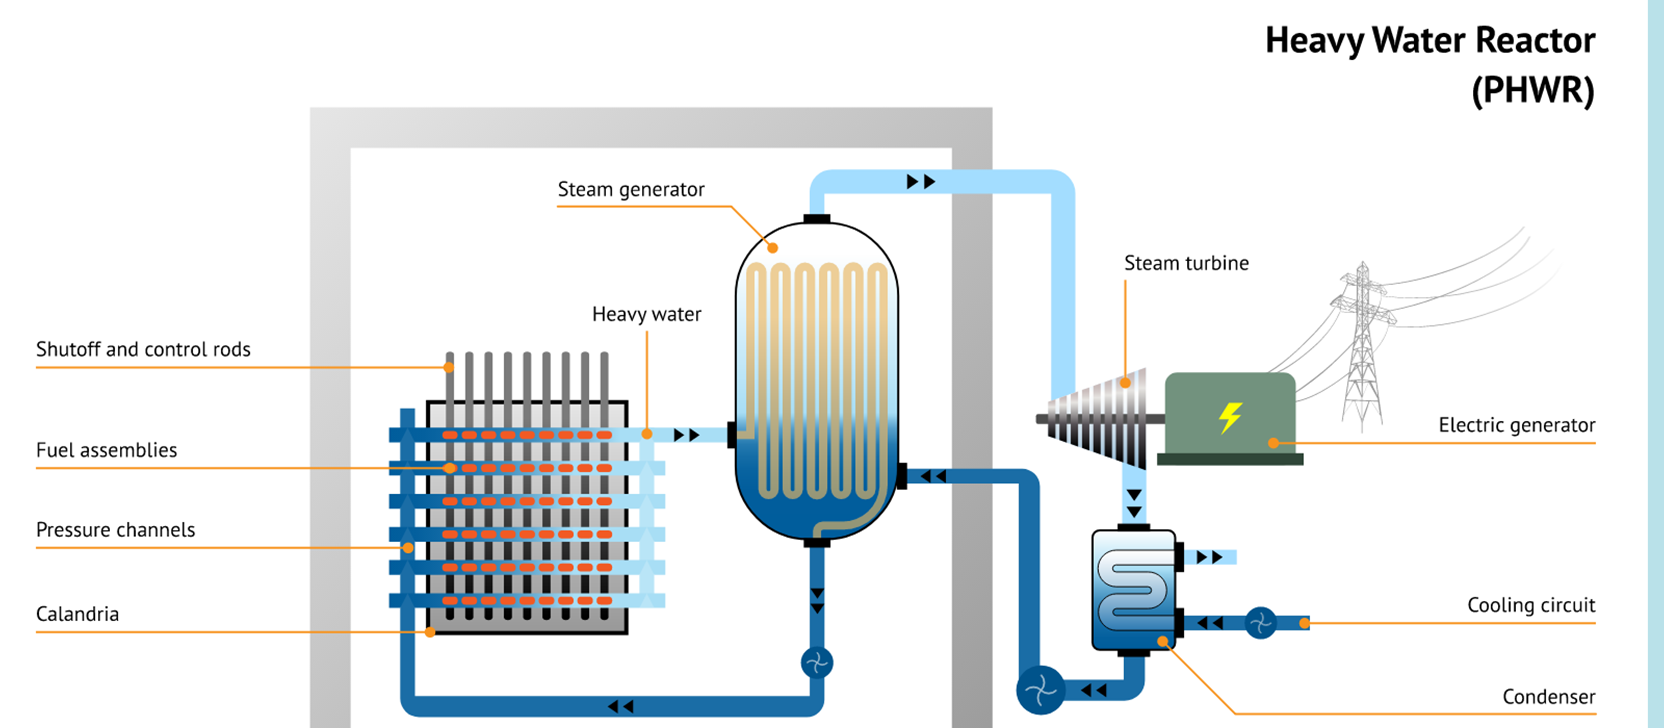 Heavy Water Reactor
(PHWR)
Steam generator
Steam turbine
Heavy water
Shutoff and control rods
Electric generator
Fuel assemblies
Pressure channels
Cooling circuit
Calandria
Condenser